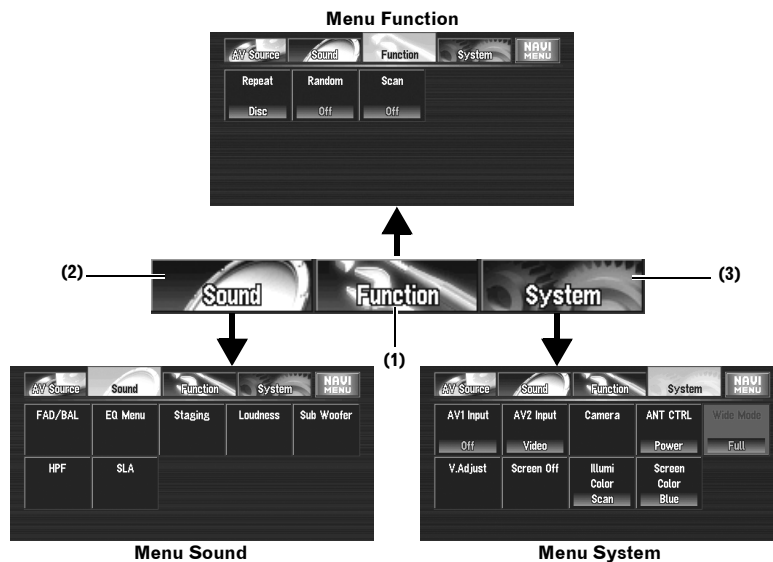 Menu Function
AV Source Sound Function System NAVI MENU
Repeat Random Scan
Disc Off Off
(2) Sound Function System (3)
(1)
AV Source Sound Function System NAVI MENU
FAD/BAL EQ Menu Staging Loudness Sub Woofer
HPF SLA
Menu Sound
AV Source Sound Function System NAVI MENU
AV1 Input AV2 Input Camera ANT CTRL Wide Mode
Off Video Power Full
V.Adjust Screen Off Illumi Color Scan Screen Color Blue
Menu System